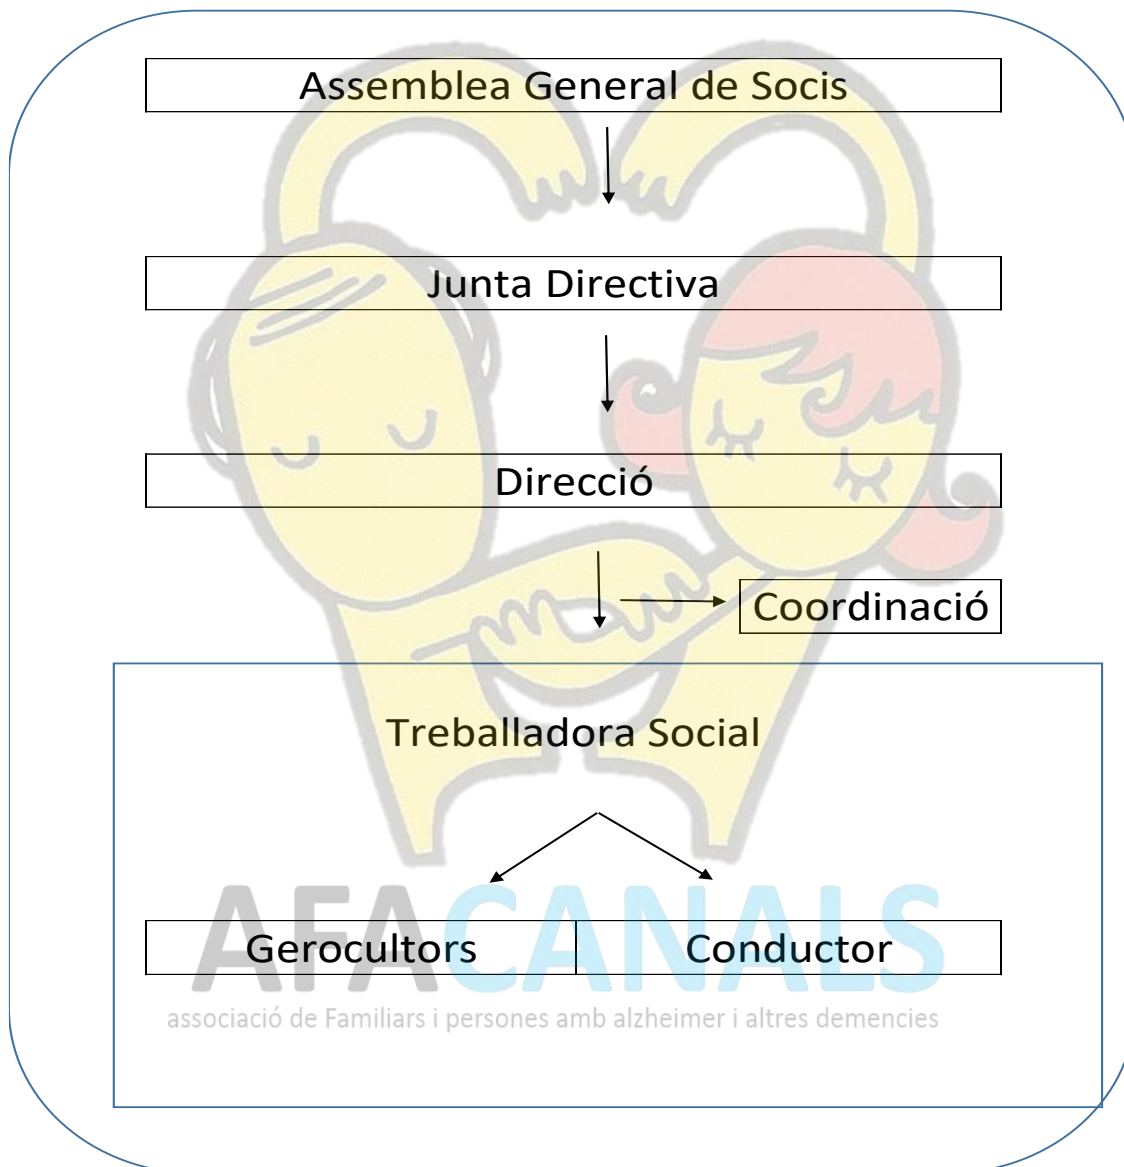 Assemblea General de Socis
Junta Directiva
Direcció
Coordinació
Treballadora Social
Gerocultors
Conductor
AFACANALS
associació de Familiars i persones amb alzheimer i altres demencies